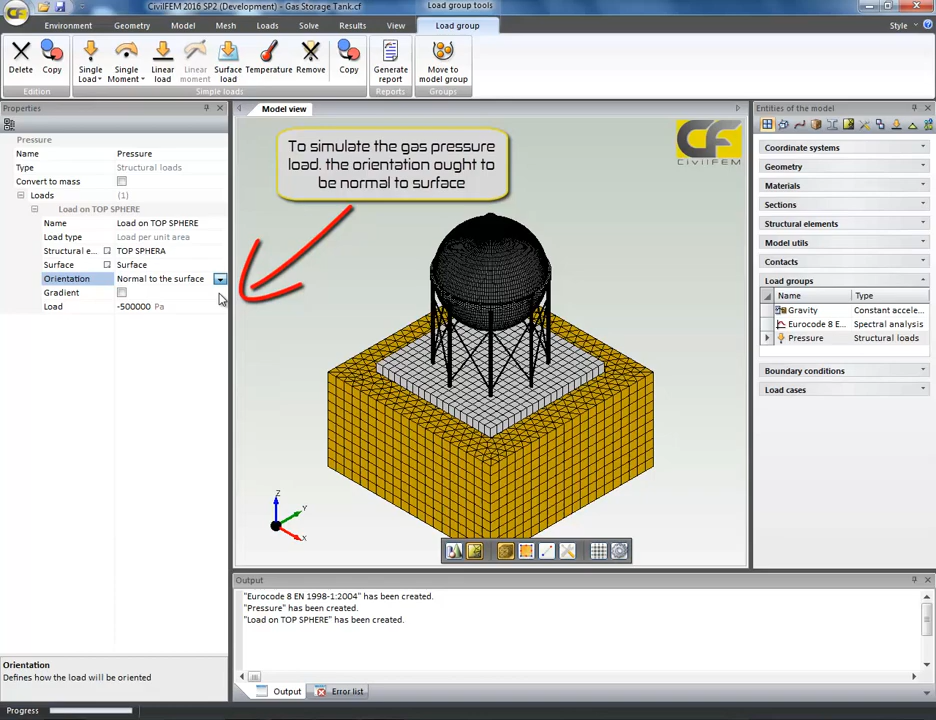 CivilFEM 2016 SP2 (Development) - Gas Storage Tank.cf
Load group tools
Environment Geometry Mesh Model Loads Solve Results View Load group Style
Delete Copy Single Load Single Moment Linear load Linear moment Surface load Temperature Remove Copy Generate report Move to model group
Edition Simple loads Reports Groups
Properties
Pressure
Name Pressure
Type Structural loads
Convert to mass
Loads (1)
Load on TOP SPHERE
Name Load on TOP SPHERE
Load type Load per unit area
Structural e... TOP SPHERA
Surface Surface
Orientation Normal to the surface
Gradient
Load -500000 Pa
Orientation
Defines how the load will be oriented
Progress
Model view
To simulate the gas pressure
load. the orientation ought to
be normal to surface
CF
CIVILFEM
Z
Y
X
Output
"Eurocode 8 EN 1998-1:2004" has been created.
"Pressure" has been created.
"Load on TOP SPHERE" has been created.
Output Error list
Entities of the model
Coordinate systems
Geometry
Materials
Sections
Structural elements
Model utils
Contacts
Load groups
Name Type
Gravity Constant accele...
Eurocode 8 E... Spectral analysis
Pressure Structural loads
Boundary conditions
Load cases